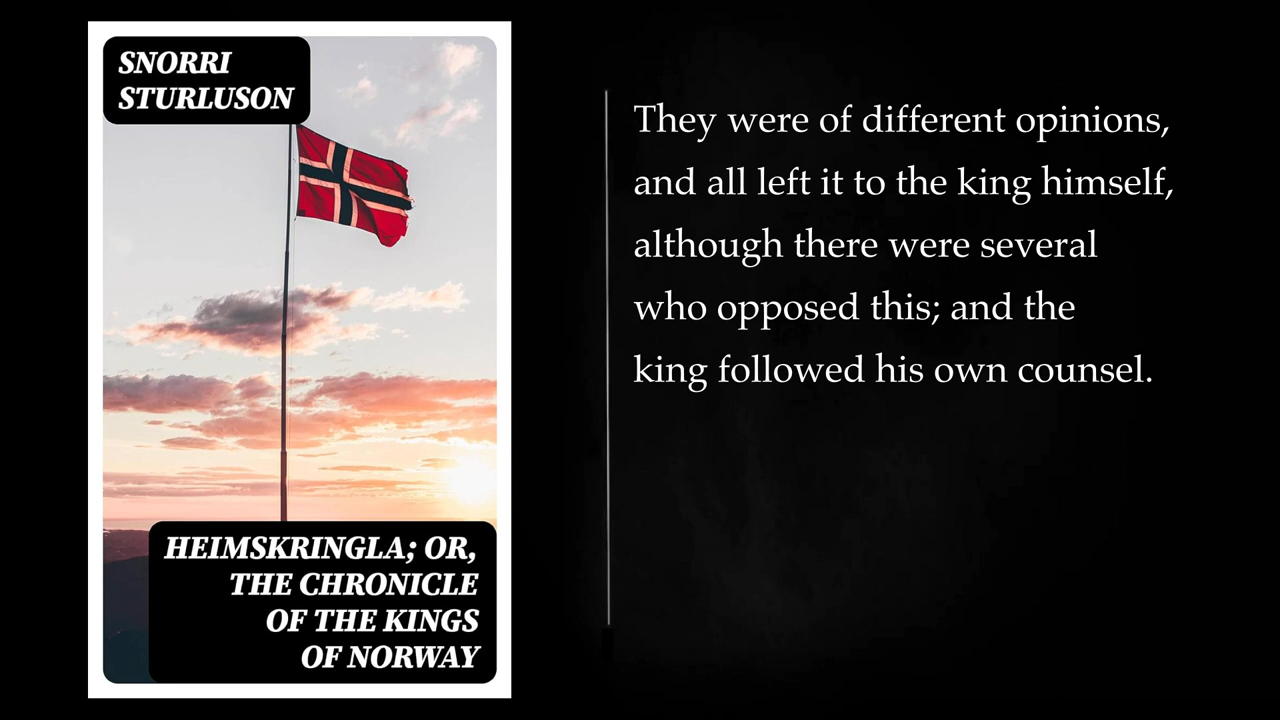 SNORRI
STURLUSON
HEIMSKRINGLA; OR,
THE CHRONICLE
OF THE KINGS
OF NORWAY
They were of different opinions,
and all left it to the king himself,
although there were several
who opposed this; and the
king followed his own counsel.